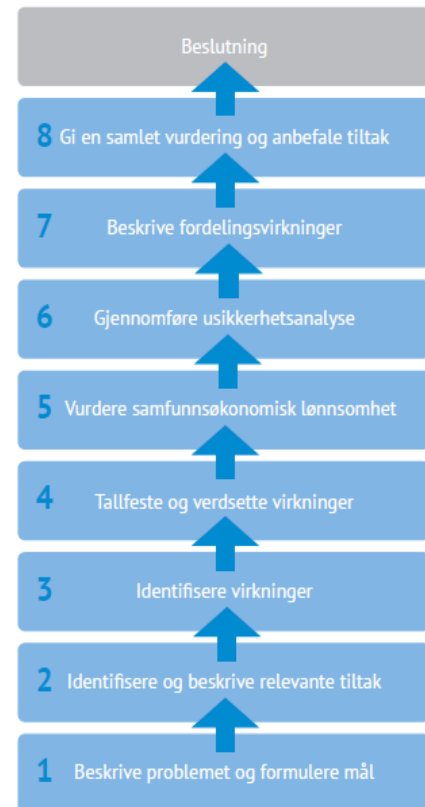 Beslutning
8 Gi en samlet vurdering og anbefale tiltak
7 Beskrive fordelingsvirkninger
6 Gjennomføre usikkerhetsanalyse
5 Vurdere samfunnsøkonomisk lønnsomhet
4 Tallfeste og verdsette virkninger
3 Identifisere virkninger
2 Identifisere og beskrive relevante tiltak
1 Beskrive problemet og formulere mål